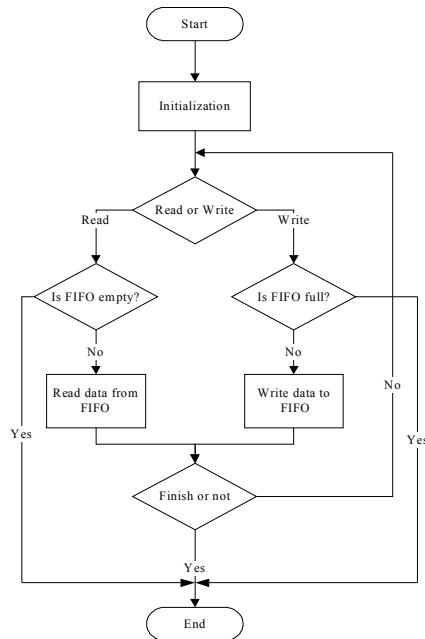 Start
Initialization
Read or Write
Read
Write
Is FIFO empty?
Is FIFO full?
No
No
Read data from
FIFO
Write data to
FIFO
No
Yes
Yes
Finish or not
Yes
End